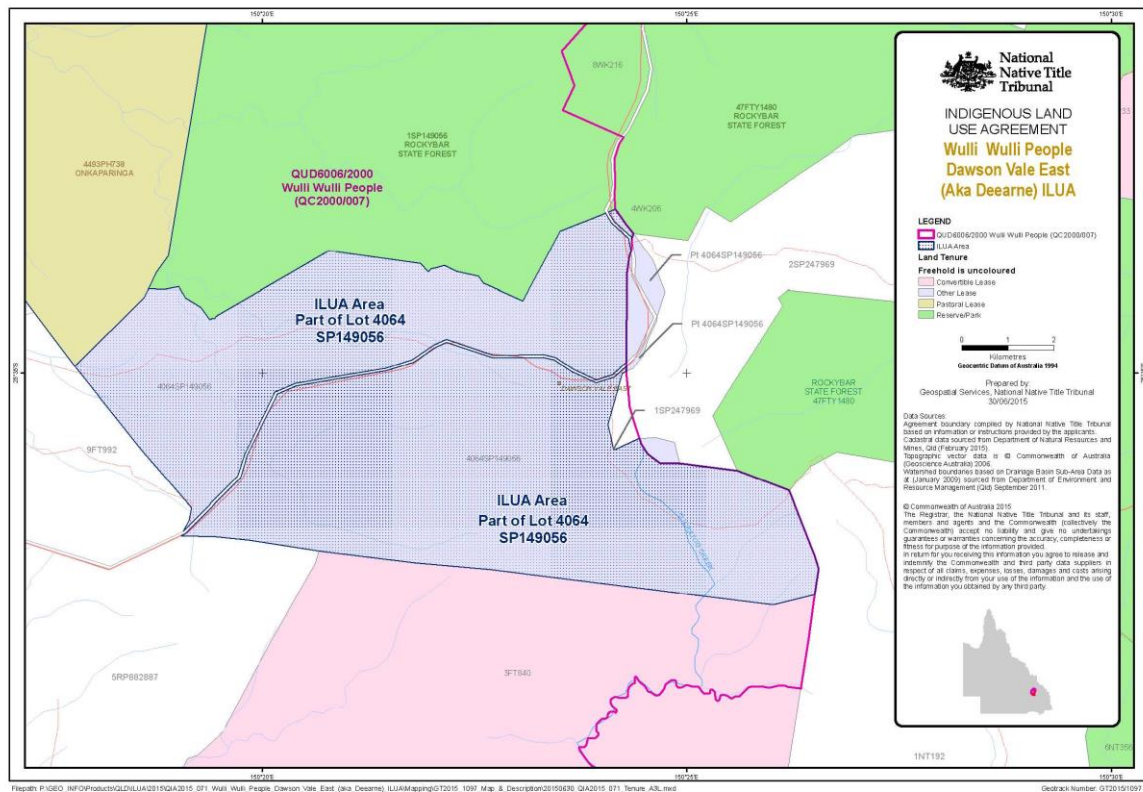 150°20'E
150°25'E
150°30'E
8WK216
47FTY1480
ROCKYBAR
STATE FOREST
1SP149056
ROCKYBAR
STATE FOREST
4493PH738
ONKAPARINGA
QUD6006/2000
Wulli Wulli People
(QC2000/007)
4WK206
Pt 4064SP149056
2SP247969
ILUA Area
Part of Lot 4064
SP149056
Pt 4064SP149056
4064SP149056
DAWSON VALE EAST
ROCKYBAR
STATE FOREST
47FTY1480
1SP247969
9FT992
4064SP149056
ILUA Area
Part of Lot 4064
SP149056
3FT840
5RP882887
1NT192
6NT356
National
Native Title
Tribunal
INDIGENOUS LAND
USE AGREEMENT
Wulli Wulli People
Dawson Vale East
(Aka Deearne) ILUA
LEGEND
QUD6006/2000 Wulli Wulli People (QC2000/007)
ILUA Area
Land Tenure
Freehold is uncoloured
Convertible Lease
Other Lease
Pastoral Lease
Reserve/Park
0 1 2
Kilometres
Geocentric Datum of Australia 1994
Prepared by:
Geospatial Services, National Native Title Tribunal
30/06/2015
Data Sources:
Agreement boundary compiled by National Native Title Tribunal
based on information or instructions provided by the applicants.
Cadastral data sourced from Department of Natural Resources and
Mines, Qld (February 2015).
Topographic vector data is © Commonwealth of Australia
(Geoscience Australia) 2006.
Watershed boundaries based on Drainage Basin Sub-Area Data as
at (January 2009) sourced from Department of Environment and
Resource Management (Qld) September 2011.
© Commonwealth of Australia 2015
The Registrar, the National Native Title Tribunal and its staff,
members and agents and the Commonwealth (collectively the
Commonwealth) accept no liability and give no undertakings
guarantees or warranties concerning the accuracy, completeness or
fitness for purpose of the information provided.
In return for you receiving this information you agree to release and
indemnify the Commonwealth and third party data suppliers in
respect of all claims, expenses, losses, damages and costs arising
directly or indirectly from your use of the information and the use of
the information you obtained by any third party.
150°20'E
150°25'E
150°30'E
Geotrack Number: GT2015/1097